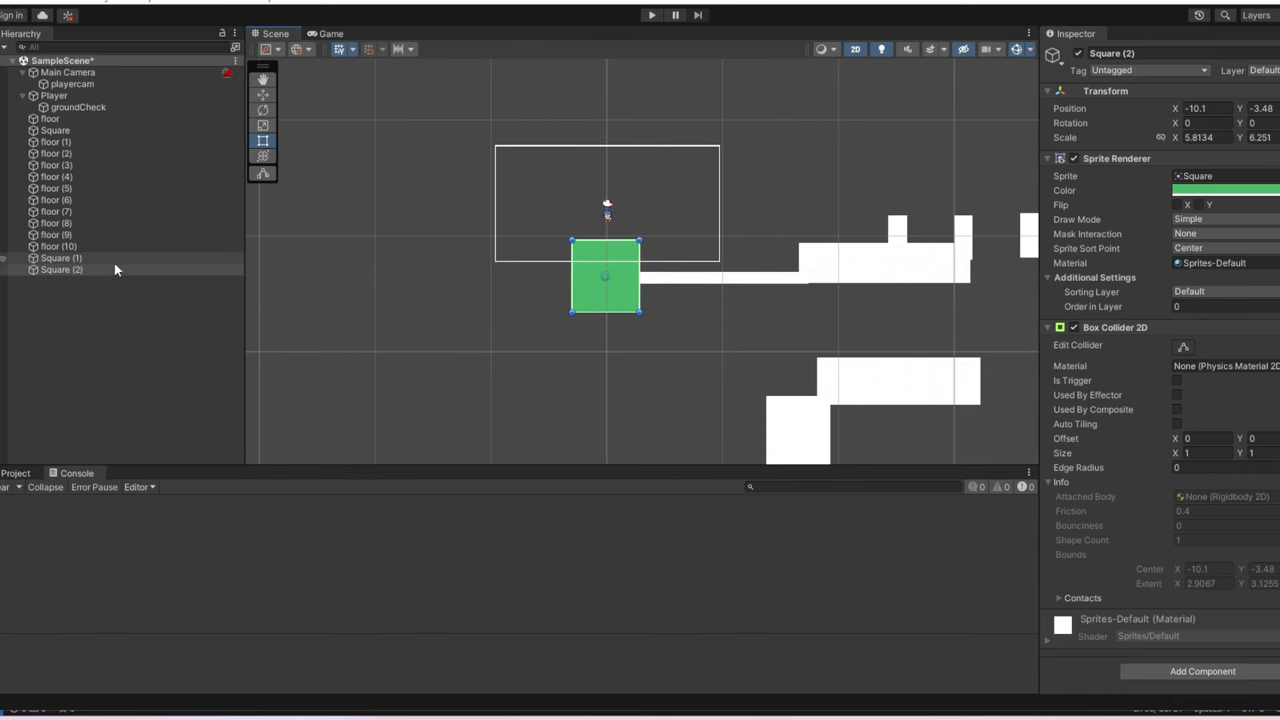 ign in
Layers
Hierarchy
Scene
Game
Inspector
All
2D
Square (2)
SampleScene*
Tag Untagged Layer Default
Main Camera
playercam
Transform
Player
Position X -10.1 Y -3.48
groundCheck
Rotation X 0 Y 0
floor
Scale X 5.8134 Y 6.251
Square
floor (1)
Sprite Renderer
floor (2)
floor (3)
Sprite Square
floor (4)
Color
floor (5)
Flip X Y
floor (6)
Draw Mode Simple
floor (7)
Mask Interaction None
floor (8)
Sprite Sort Point Center
floor (9)
Material Sprites-Default
floor (10)
Additional Settings
Square (1)
Sorting Layer Default
Square (2)
Order in Layer 0
Box Collider 2D
Edit Collider
Material None (Physics Material 2D
Is Trigger
Used By Effector
Used By Composite
Auto Tiling
Offset X 0 Y 0
Size X 1 Y 1
Edge Radius 0
Project
Console
Info
ear
Collapse
Error Pause
Editor
0
0
0
Attached Body None (Rigidbody 2D)
Friction 0.4
Bounciness 0
Shape Count 1
Bounds
Center X -10.1 Y -3.48
Extent X 2.9067 Y 3.1255
Contacts
Sprites-Default (Material)
Shader Sprites/Default
Add Component